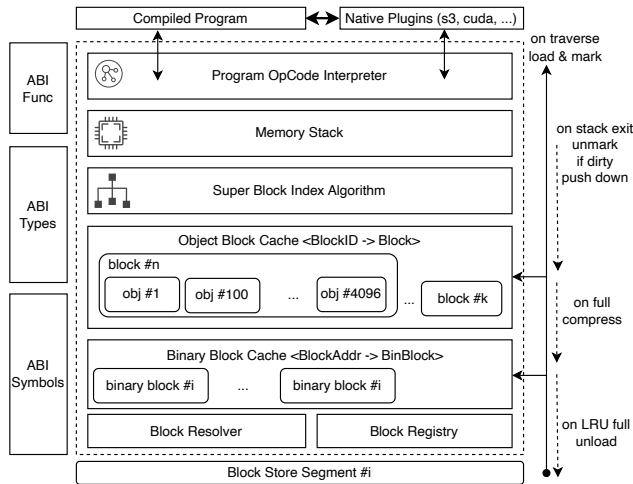 Compiled Program
Native Plugins (s3, cuda, ...)
on traverse
load & mark
ABI
Func
Program OpCode Interpreter
Memory Stack
on stack exit
unmark
if dirty
push down
ABI
Types
Super Block Index Algorithm
Object Block Cache <BlockID -> Block>
block #n
obj #1
obj #100
...
obj #4096
...
block #k
on full
compress
ABI
Symbols
Binary Block Cache <BlockAddr -> BinBlock>
binary block #i
...
binary block #i
on LRU full
unload
Block Resolver
Block Registry
Block Store Segment #i